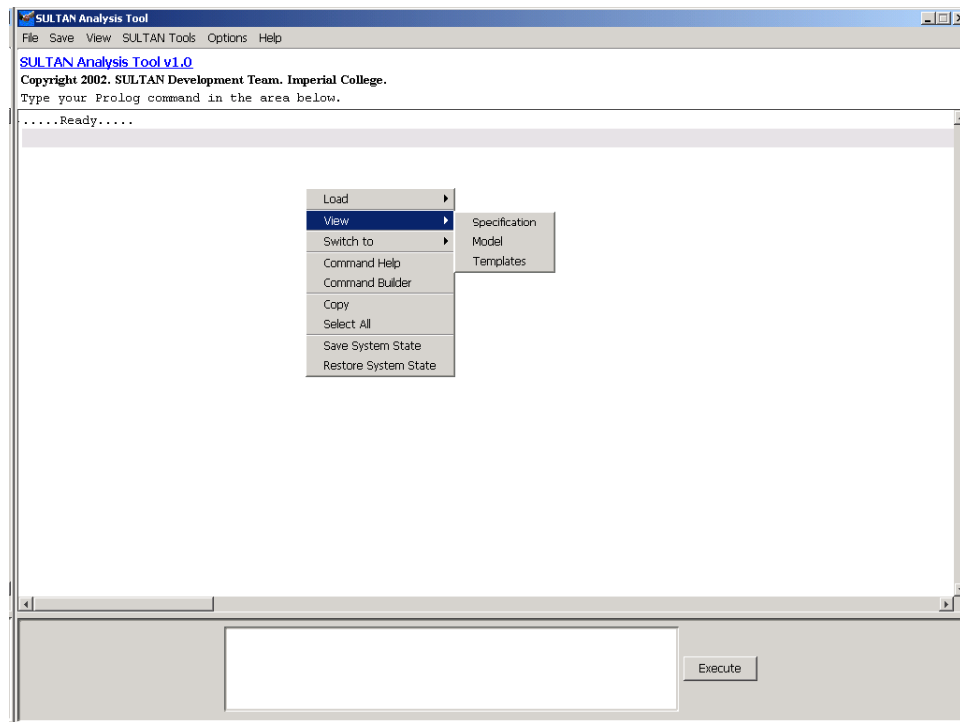 SULTAN Analysis Tool
File Save View SULTAN Tools Options Help
SULTAN Analysis Tool v1.0
Copyright 2002. SULTAN Development Team. Imperial College.
Type your Prolog command in the area below.
.....Ready.....
Load
View
Specification
Switch to
Model
Command Help
Templates
Command Builder
Copy
Select All
Save System State
Restore System State
Execute